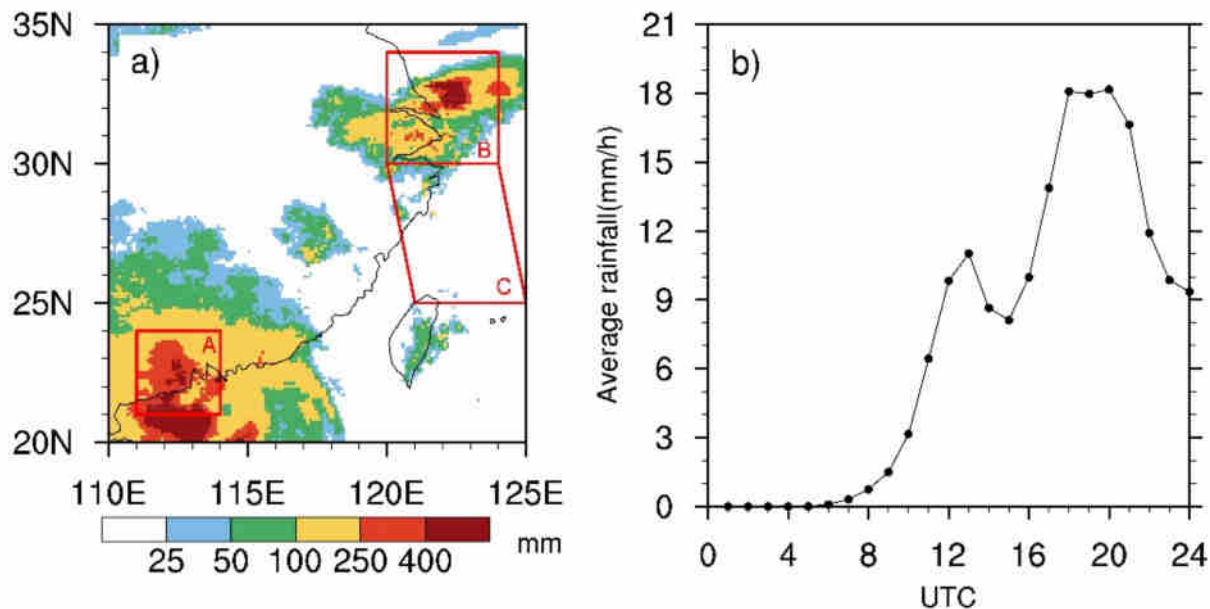 a)
35N
30N
25N
20N
B
C
A
110E 115E 120E 125E
25 50 100 250 400 mm
b)
Average rainfall(mm/h)
21
18
15
12
9
6
3
0
0 4 8 12 16 20 24
UTC